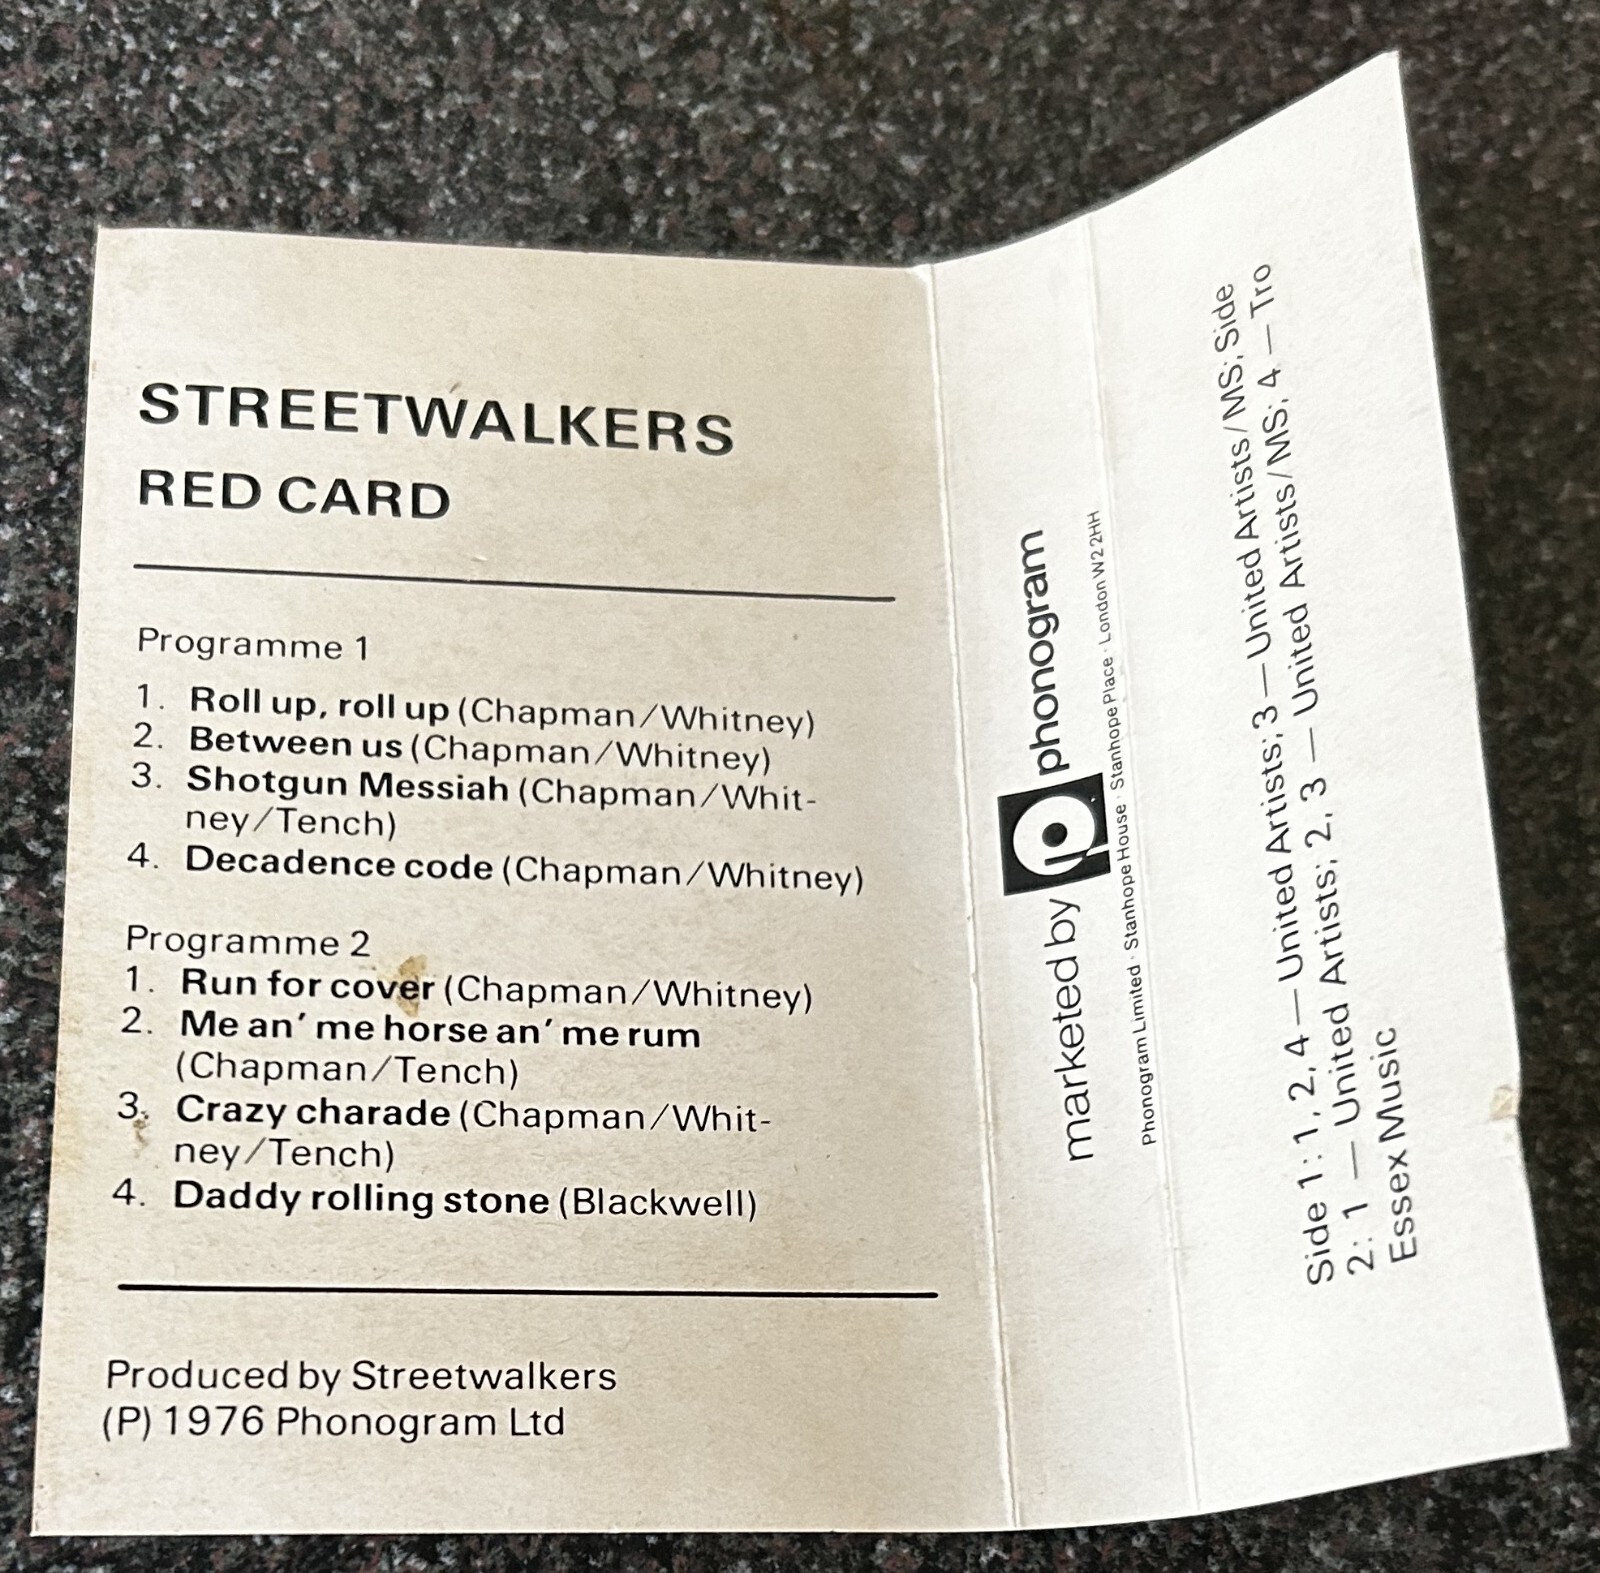 STREETWALKERS
RED CARD
Programme 1
1. Roll up, roll up (Chapman/Whitney)
2. Between us (Chapman/Whitney)
3. Shotgun Messiah (Chapman/Whit-
ney/Tench)
4. Decadence code (Chapman/Whitney)
Programme 2
1. Run for cover (Chapman/Whitney)
2. Me an' me horse an' me rum
(Chapman/Tench)
3. Crazy charade (Chapman/Whit-
ney/Tench)
4. Daddy rolling stone (Blackwell)
Produced by Streetwalkers
(P) 1976 Phonogram Ltd
marketed by phonogram
Phonogram Limited · Stanhope House · Stanhope Place · London W2 2HH
Side 1: 1, 2, 4 — United Artists; 3 — United Artists/MS; Side
2: 1 — United Artists; 2, 3 — United Artists/MS; 4 — Tro
Essex Music